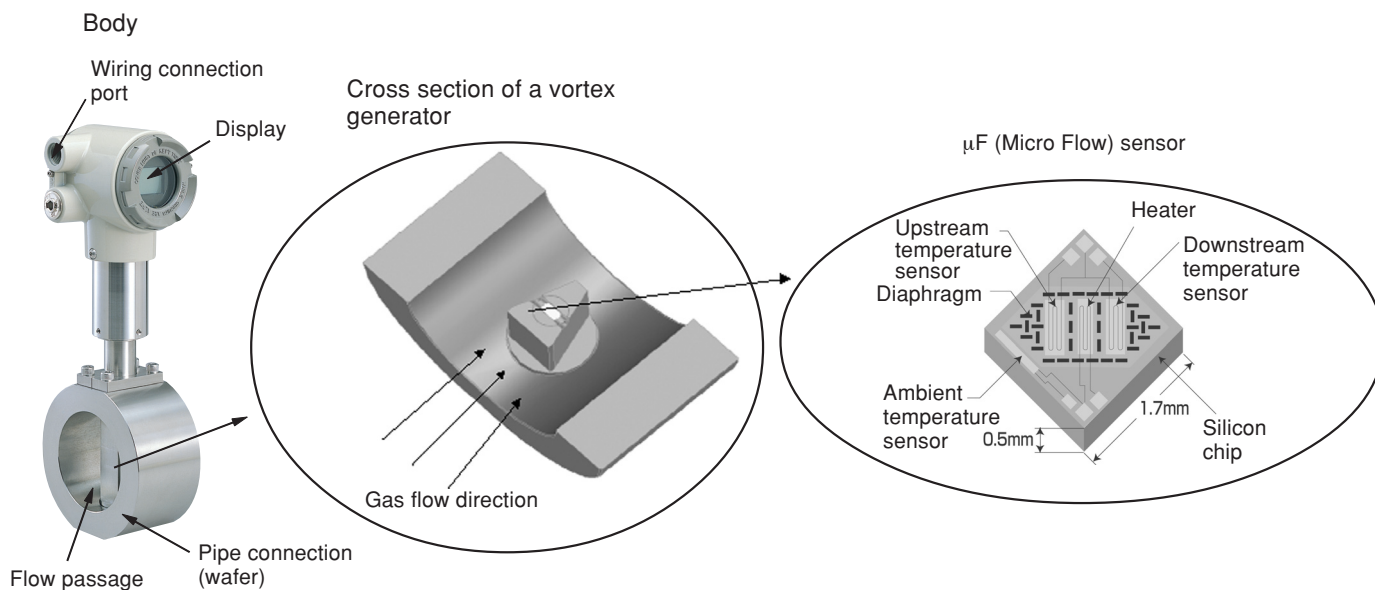 Body
Wiring connection
port
Display
Flow passage
Pipe connection
(wafer)
Cross section of a vortex
generator
Gas flow direction
μF (Micro Flow) sensor
Heater
Upstream
temperature
sensor
Downstream
temperature
sensor
Diaphragm
Ambient
temperature
sensor
0.5mm
1.7mm
Silicon
chip